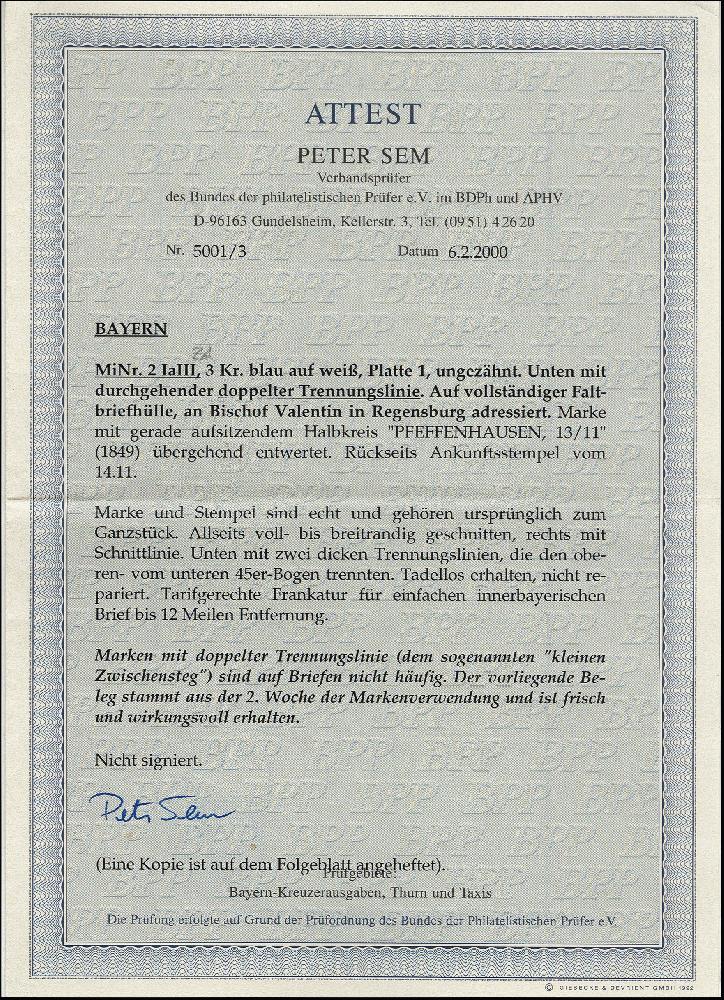 ATTEST
PETER SEM
Verbandsprüfer
des Bundes der philatelistischen Prüfer e.V. im BDPh und APHV
D-96163 Gundelsheim, Kellerstr. 3, Tel. (09 51) 4 26 20
Nr. 5001/3 Datum 6.2.2000
BAYERN
MiNr. 2 IaIII, 3 Kr. blau auf weiß, Platte 1, ungezähnt. Unten mit
durchgehender doppelter Trennungslinie. Auf vollständiger Falt-
briefhülle, an Bischof Valentin in Regensburg adressiert. Marke
mit gerade aufsitzendem Halbkreis "PFEFFENHAUSEN, 13/11"
(1849) übergehend entwertet. Rückseits Ankunftsstempel vom
14.11.
Marke und Stempel sind echt und gehören ursprünglich zum
Ganzstück. Allseits voll- bis breitrandig geschnitten, rechts mit
Schnittlinie. Unten mit zwei dicken Trennungslinien, die den obe-
ren- vom unteren 45er-Bogen trennten. Tadellos erhalten, nicht re-
pariert. Tarifgerechte Frankatur für einfachen innerbayerischen
Brief bis 12 Meilen Entfernung.
Marken mit doppelter Trennungslinie (dem sogenannten "kleinen
Zwischensteg") sind auf Briefen nicht häufig. Der vorliegende Be-
leg stammt aus der 2. Woche der Markenverwendung und ist frisch
und wirkungsvoll erhalten.
Nicht signiert.
Peter Sem
(Eine Kopie ist auf dem Folgeblatt angeheftet).
Prüfgebiete:
Bayern-Kreuzerausgaben, Thurn und Taxis
Die Prüfung erfolgte auf Grund der Prüfordnung des Bundes der Philatelistischen Prüfer e.V.
© GIESECKE & DEVRIENT GMBH 1992